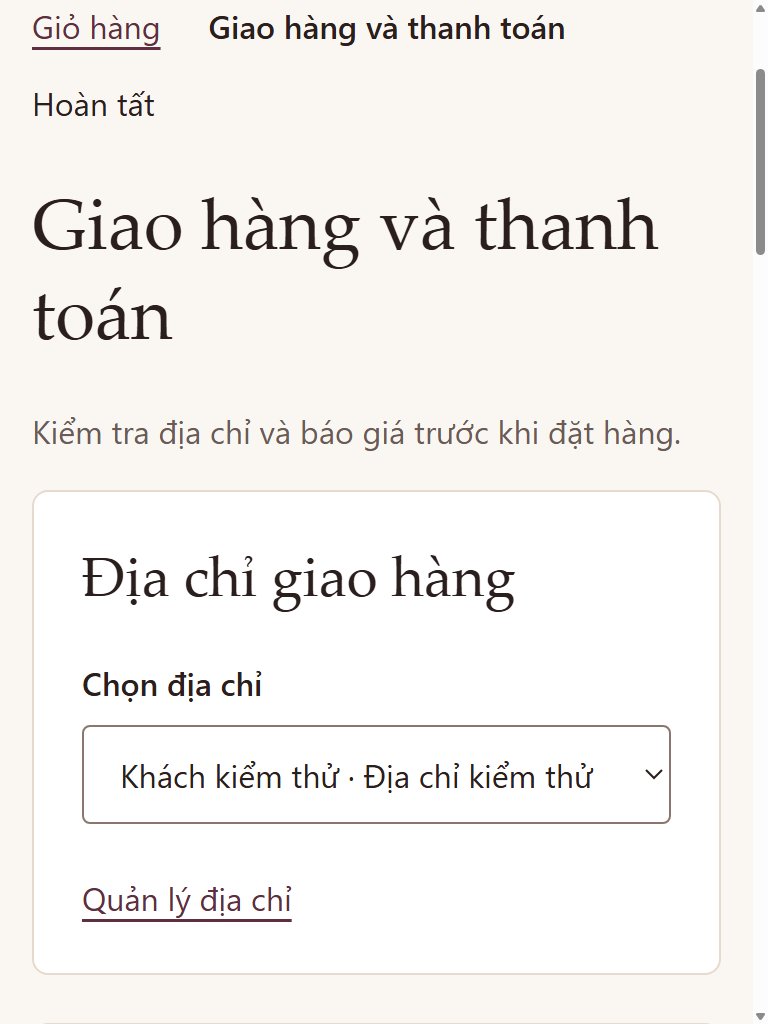 Giỏ hàng Giao hàng và thanh toán
Hoàn tất
Giao hàng và thanh
toán
Kiểm tra địa chỉ và báo giá trước khi đặt hàng.
Địa chỉ giao hàng
Chọn địa chỉ
Khách kiểm thử · Địa chỉ kiểm thử
Quản lý địa chỉ